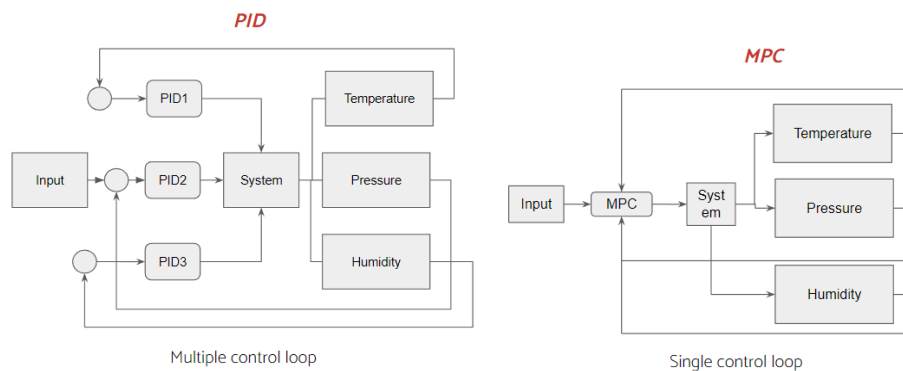 PID
PID1
Temperature
Input
PID2
System
Pressure
PID3
Humidity
Multiple control loop
MPC
Temperature
Input
MPC
Syst
em
Pressure
Humidity
Single control loop